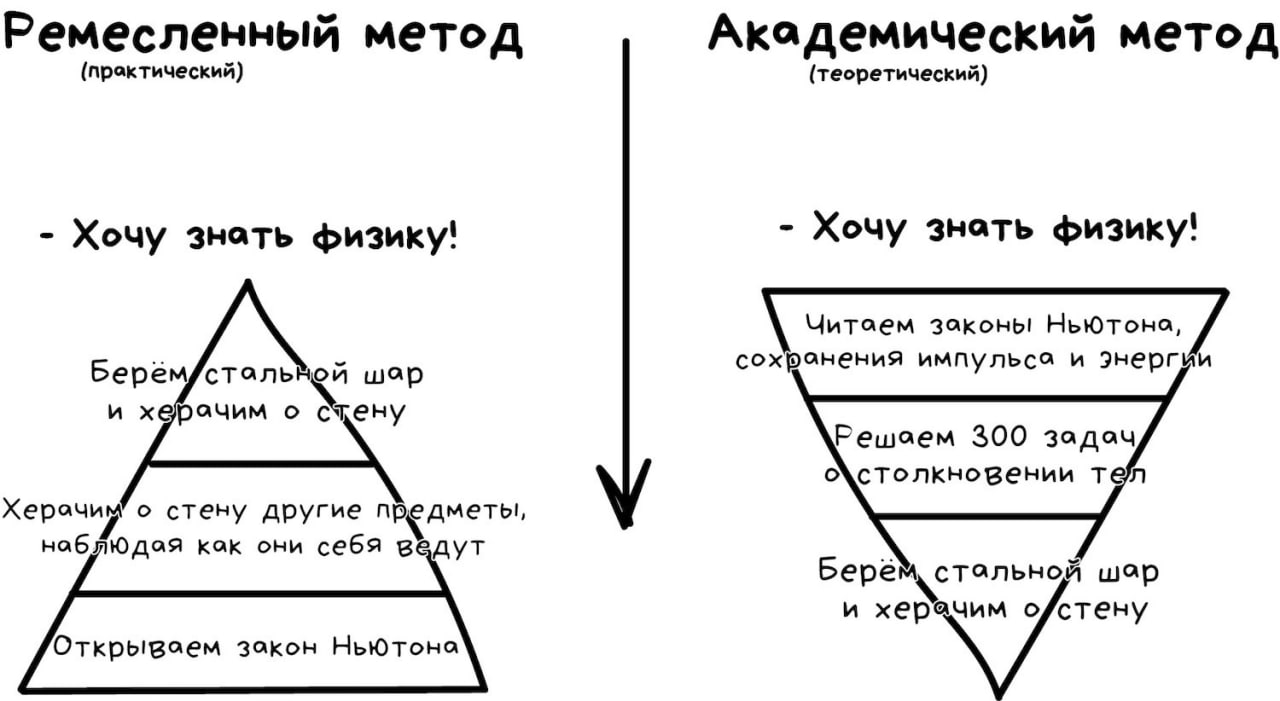 Ремесленный метод
(практический)
- Хочу знать физику!
Берём стальной шар
и херачим о стену
Херачим о стену другие предметы,
наблюдая как они себя ведут
Открываем закон Ньютона
Академический метод
(теоретический)
- Хочу знать физику!
Читаем законы Ньютона,
сохранения импульса и энергии
Решаем 300 задач
о столкновении тел
Берём стальной шар
и херачим о стену